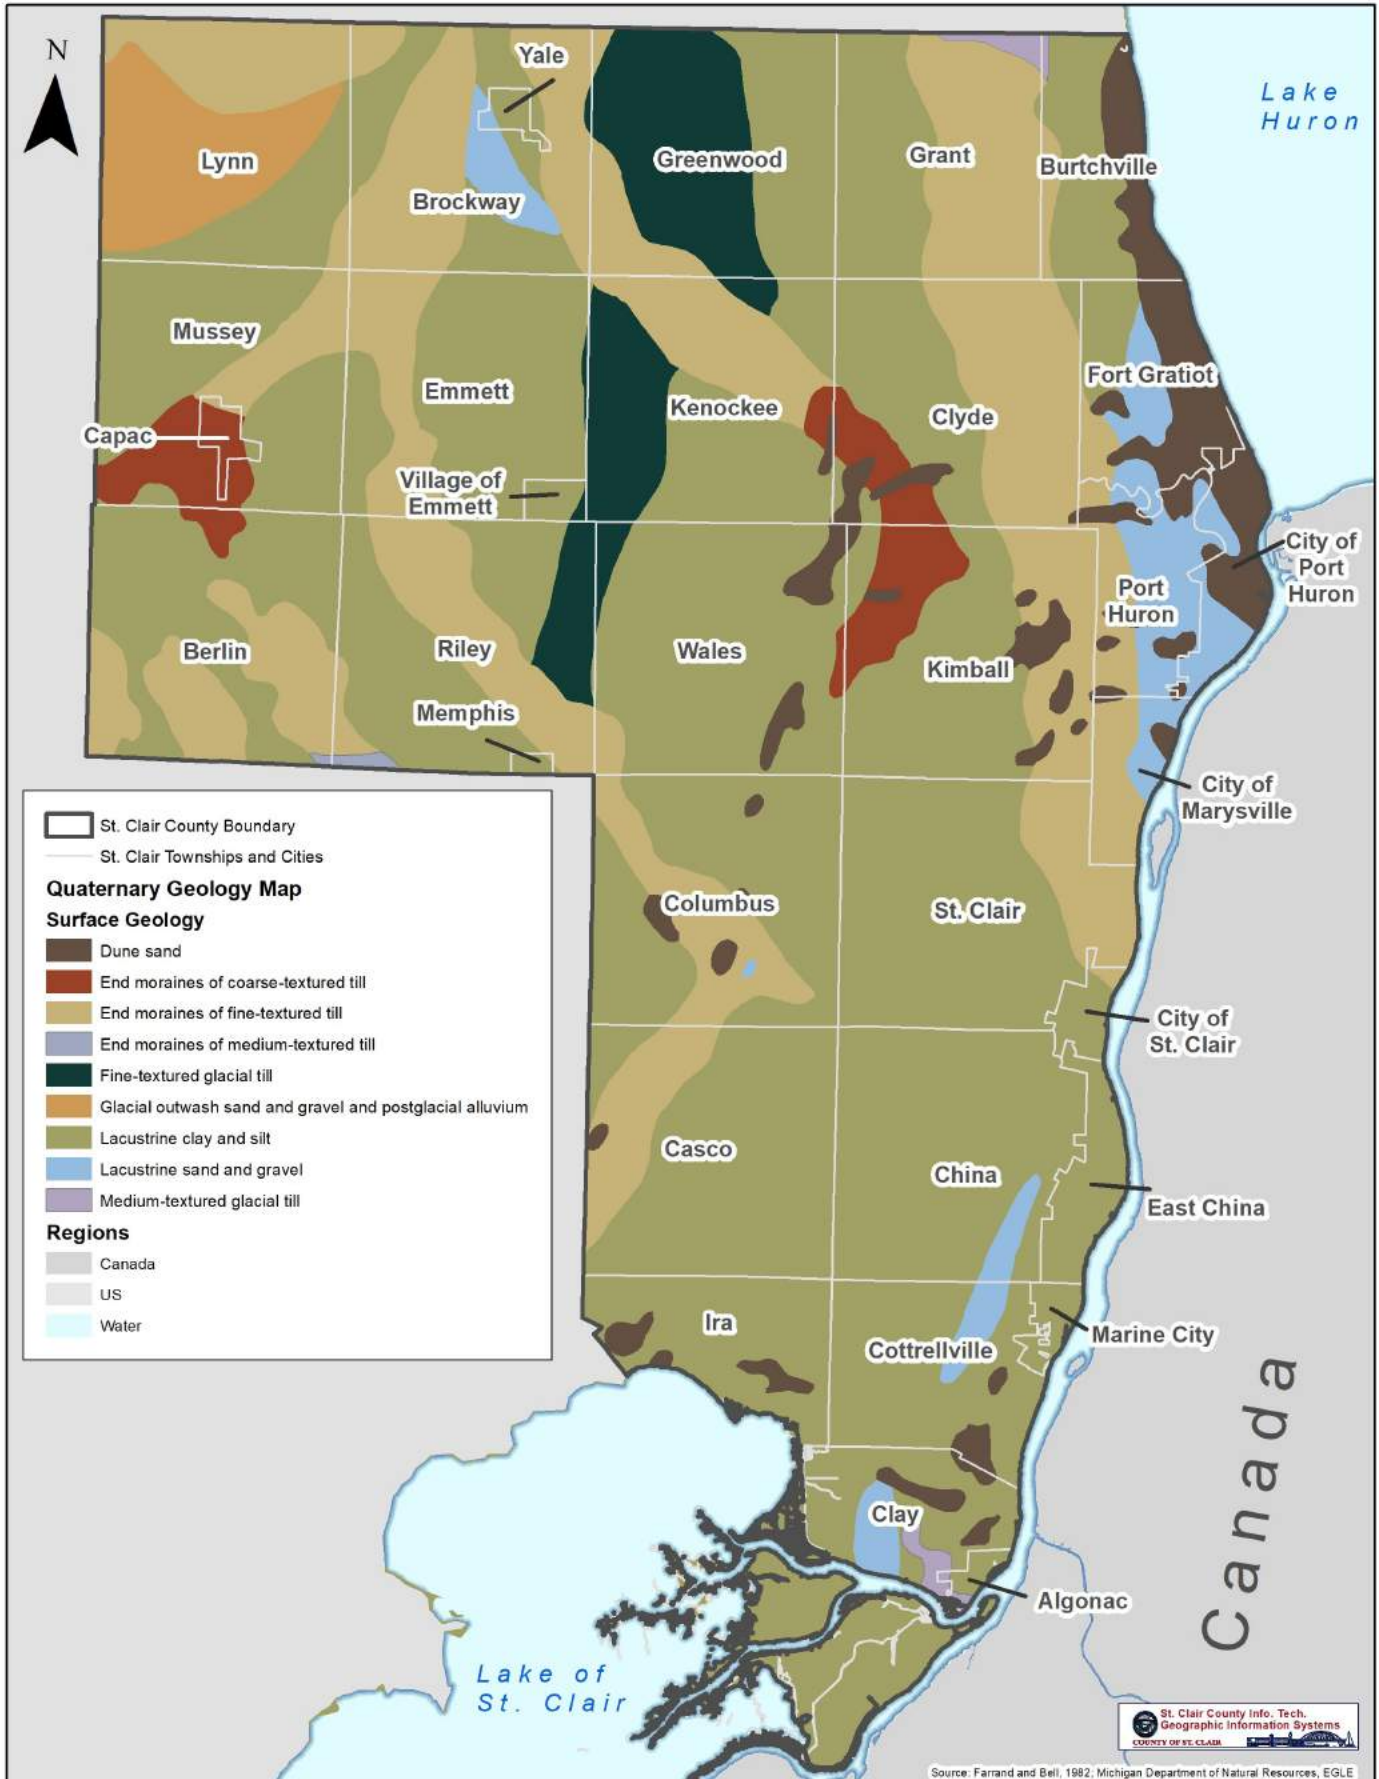 N
Yale
Lake
Huron
Lynn
Greenwood
Grant
Burtchville
Brockway
Mussey
Fort Gratiot
Emmett
Kenockee
Clyde
Capac
Village of
Emmett
City of
Port
Huron
Port
Huron
Berlin
Riley
Wales
Kimball
Memphis
City of
Marysville
St. Clair County Boundary
St. Clair Townships and Cities
Quaternary Geology Map
Surface Geology
Dune sand
End moraines of coarse-textured till
End moraines of fine-textured till
End moraines of medium-textured till
Fine-textured glacial till
Glacial outwash sand and gravel and postglacial alluvium
Lacustrine clay and silt
Lacustrine sand and gravel
Medium-textured glacial till
Regions
Canada
US
Water
Columbus
St. Clair
City of
St. Clair
Casco
China
East China
Ira
Cottrellville
Marine City
Canada
Clay
Algonac
Lake of
St. Clair
St. Clair County Info. Tech.
Geographic Information Systems
COUNTY OF ST. CLAIR
Source: Farrand and Bell, 1982; Michigan Department of Natural Resources, EGLE